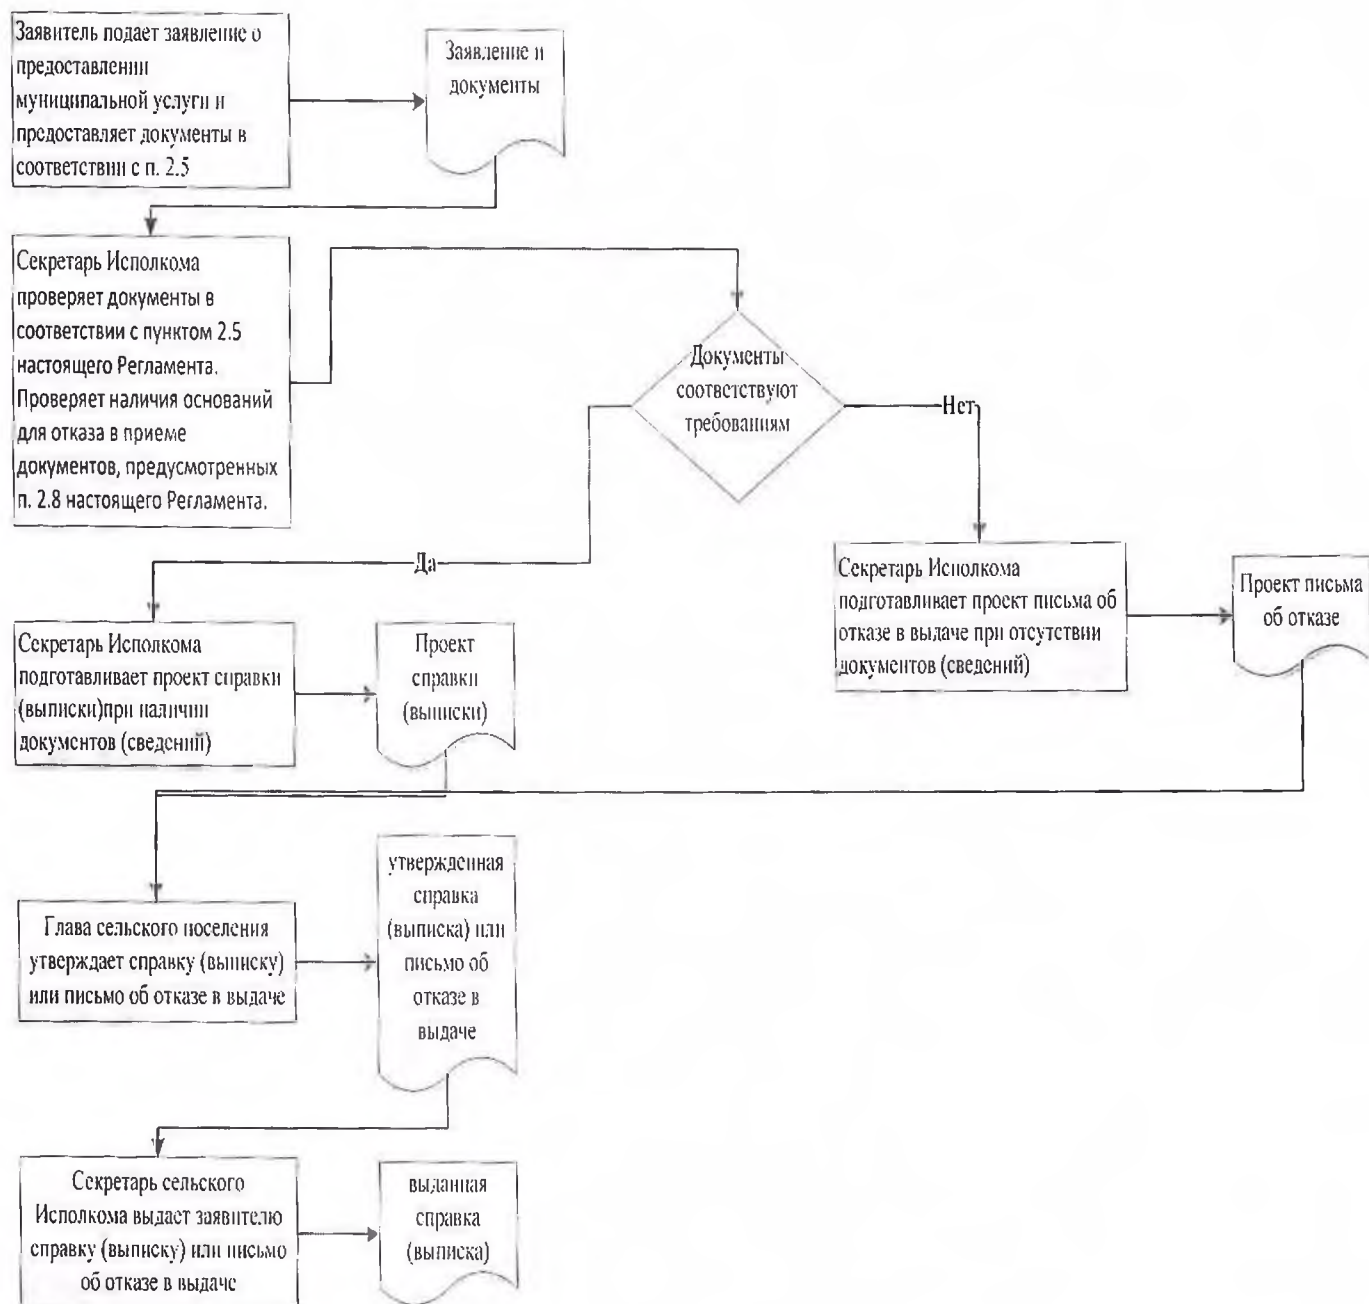 Заявитель подает заявление о
предоставлении
муниципальной услуги и
предоставляет документы в
соответствии с п. 2.5
Заявление и
документы
Секретарь Исполкома
проверяет документы в
соответствии с пунктом 2.5
настоящего Регламента.
Проверяет наличия оснований
для отказа в приеме
документов, предусмотренных
п. 2.8 настоящего Регламента.
Документы
соответствуют
требованиям
Нет
Да
Секретарь Исполкома
подготавливает проект письма об
отказе в выдаче при отсутствии
документов (сведений)
Проект письма
об отказе
Секретарь Исполкома
подготавливает проект справки
(выписки)при наличии
документов (сведений)
Проект
справки
(выписки)
Глава сельского поселения
утверждает справку (выписку)
или письмо об отказе в выдаче
утвержденная
справка
(выписка) или
письмо об
отказе в
выдаче
Секретарь сельского
Исполкома выдает заявителю
справку (выписку) или письмо
об отказе в выдаче
выданная
справка
(выписка)